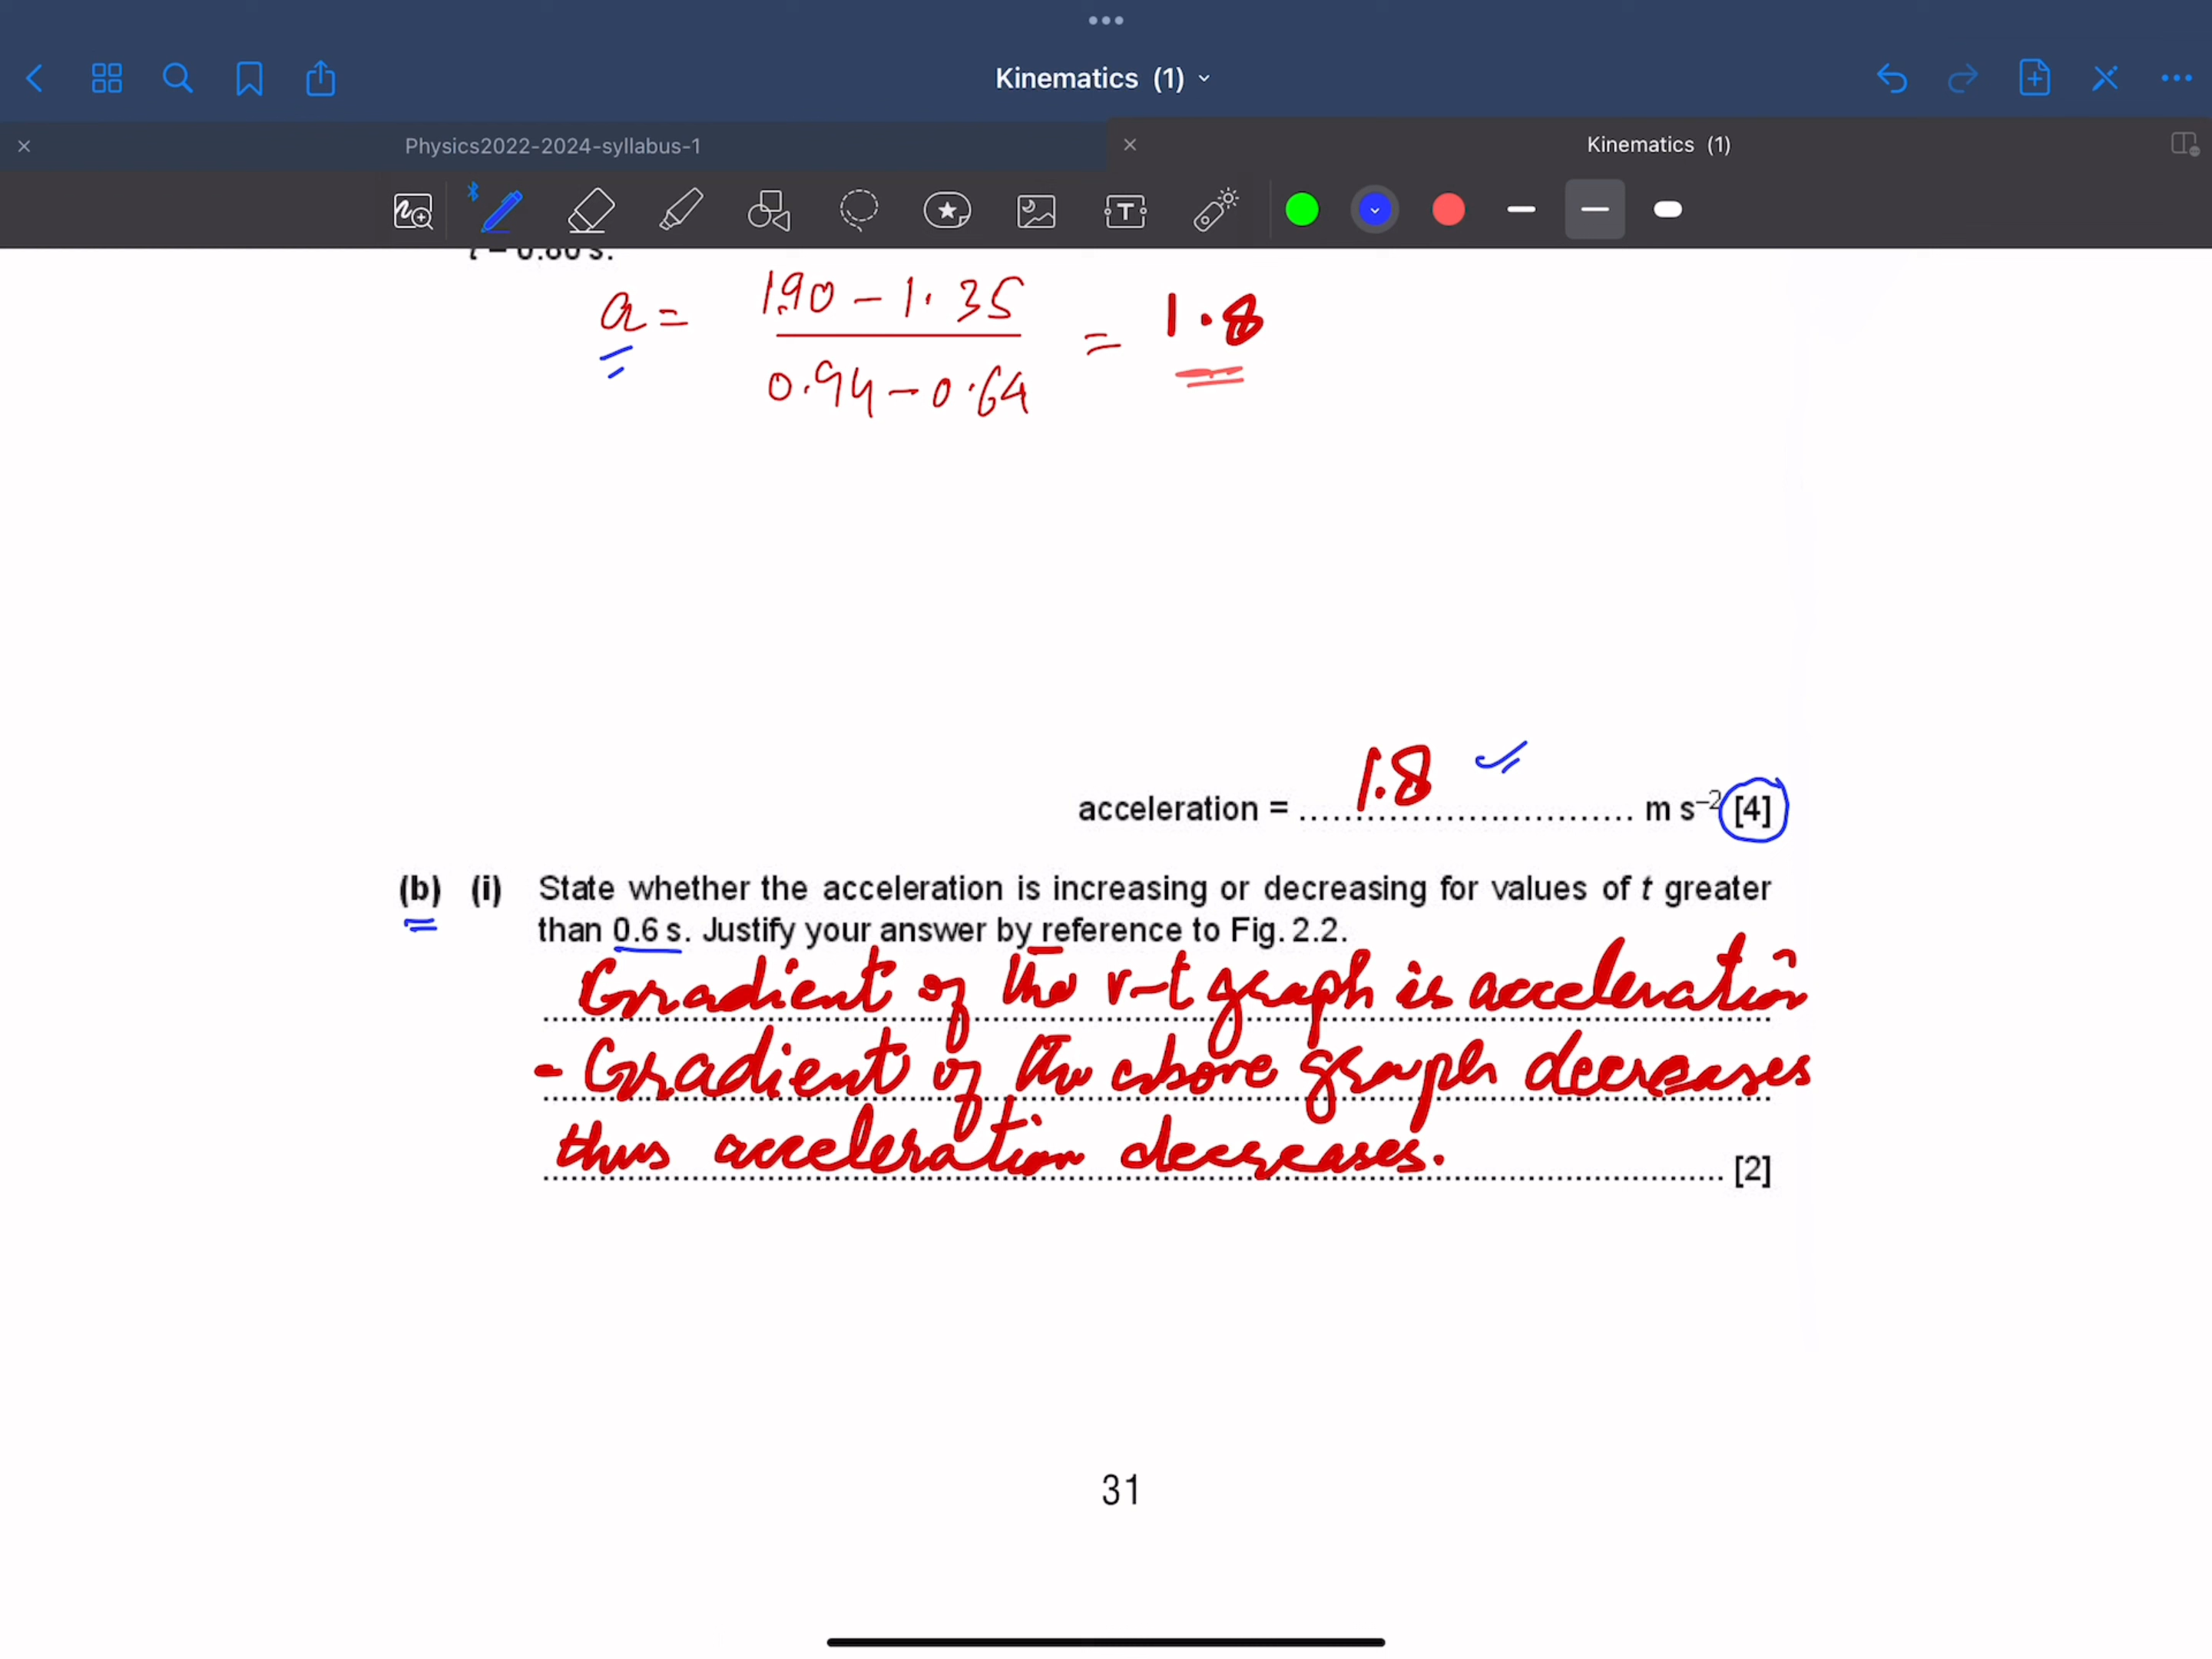 Kinematics (1)
Physics2022-2024-syllabus-1
Kinematics (1)
t = 0.80 s.
a = 1.90 - 1.35 / 0.94 - 0.64 = 1.8
1.8
acceleration = .............................. m s⁻² [4]
(b) (i) State whether the acceleration is increasing or decreasing for values of t greater
than 0.6 s. Justify your answer by reference to Fig. 2.2.
Gradient of the v-t graph is acceleration
- Gradient of the above graph decreases
thus acceleration decreases.
[2]
31